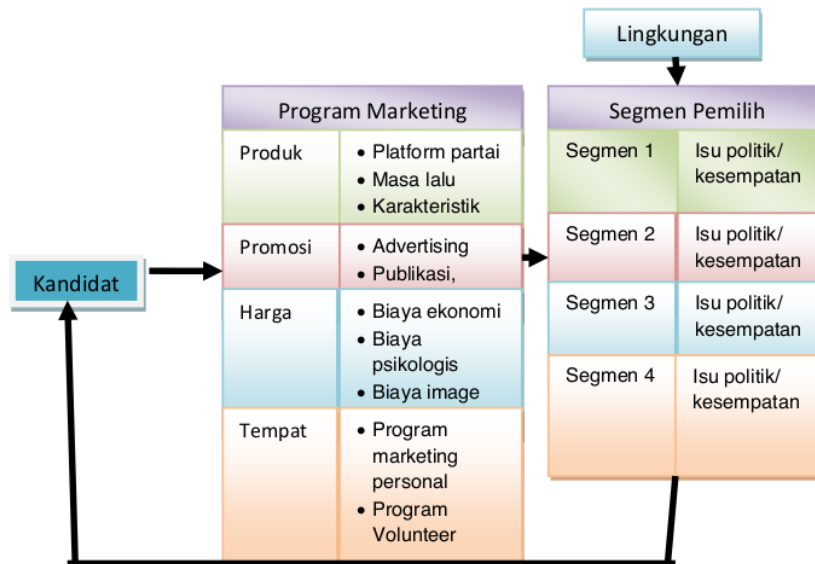 Lingkungan
Program Marketing
Segmen Pemilih
Produk
• Platform partai
• Masa lalu
• Karakteristik
Promosi
• Advertising
• Publikasi,
Harga
• Biaya ekonomi
• Biaya
psikologis
• Biaya image
Tempat
• Program
marketing
personal
• Program
Volunteer
Segmen 1
Isu politik/
kesempatan
Segmen 2
Isu politik/
kesempatan
Segmen 3
Isu politik/
kesempatan
Segmen 4
Isu politik/
kesempatan
Kandidat